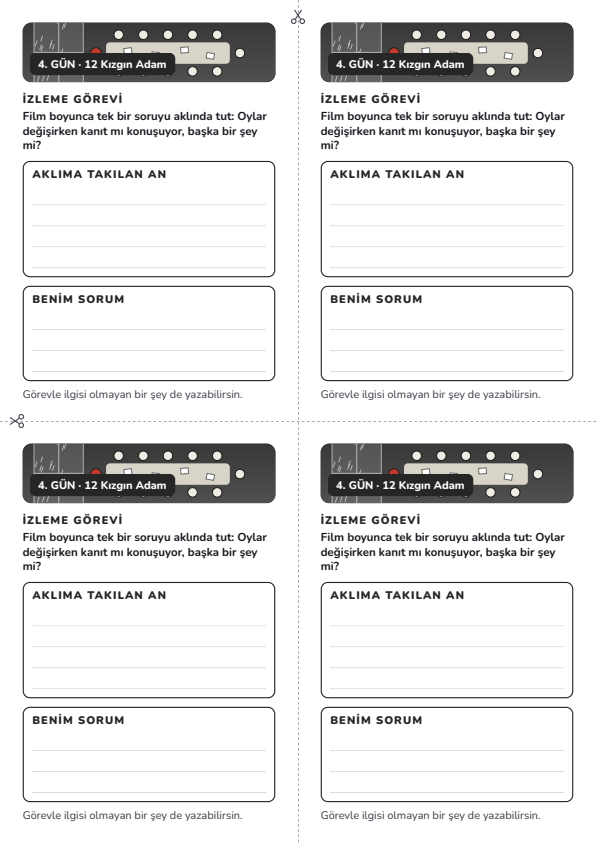 4. GÜN · 12 Kızgın Adam
İZLEME GÖREVİ
Film boyunca tek bir soruyu aklında tut: Oylar
değişirken kanıt mı konuşuyor, başka bir şey
mi?
AKLIMA TAKILAN AN
BENİM SORUM
Görevle ilgisi olmayan bir şey de yazabilirsin.
4. GÜN · 12 Kızgın Adam
İZLEME GÖREVİ
Film boyunca tek bir soruyu aklında tut: Oylar
değişirken kanıt mı konuşuyor, başka bir şey
mi?
AKLIMA TAKILAN AN
BENİM SORUM
Görevle ilgisi olmayan bir şey de yazabilirsin.
4. GÜN · 12 Kızgın Adam
İZLEME GÖREVİ
Film boyunca tek bir soruyu aklında tut: Oylar
değişirken kanıt mı konuşuyor, başka bir şey
mi?
AKLIMA TAKILAN AN
BENİM SORUM
Görevle ilgisi olmayan bir şey de yazabilirsin.
4. GÜN · 12 Kızgın Adam
İZLEME GÖREVİ
Film boyunca tek bir soruyu aklında tut: Oylar
değişirken kanıt mı konuşuyor, başka bir şey
mi?
AKLIMA TAKILAN AN
BENİM SORUM
Görevle ilgisi olmayan bir şey de yazabilirsin.